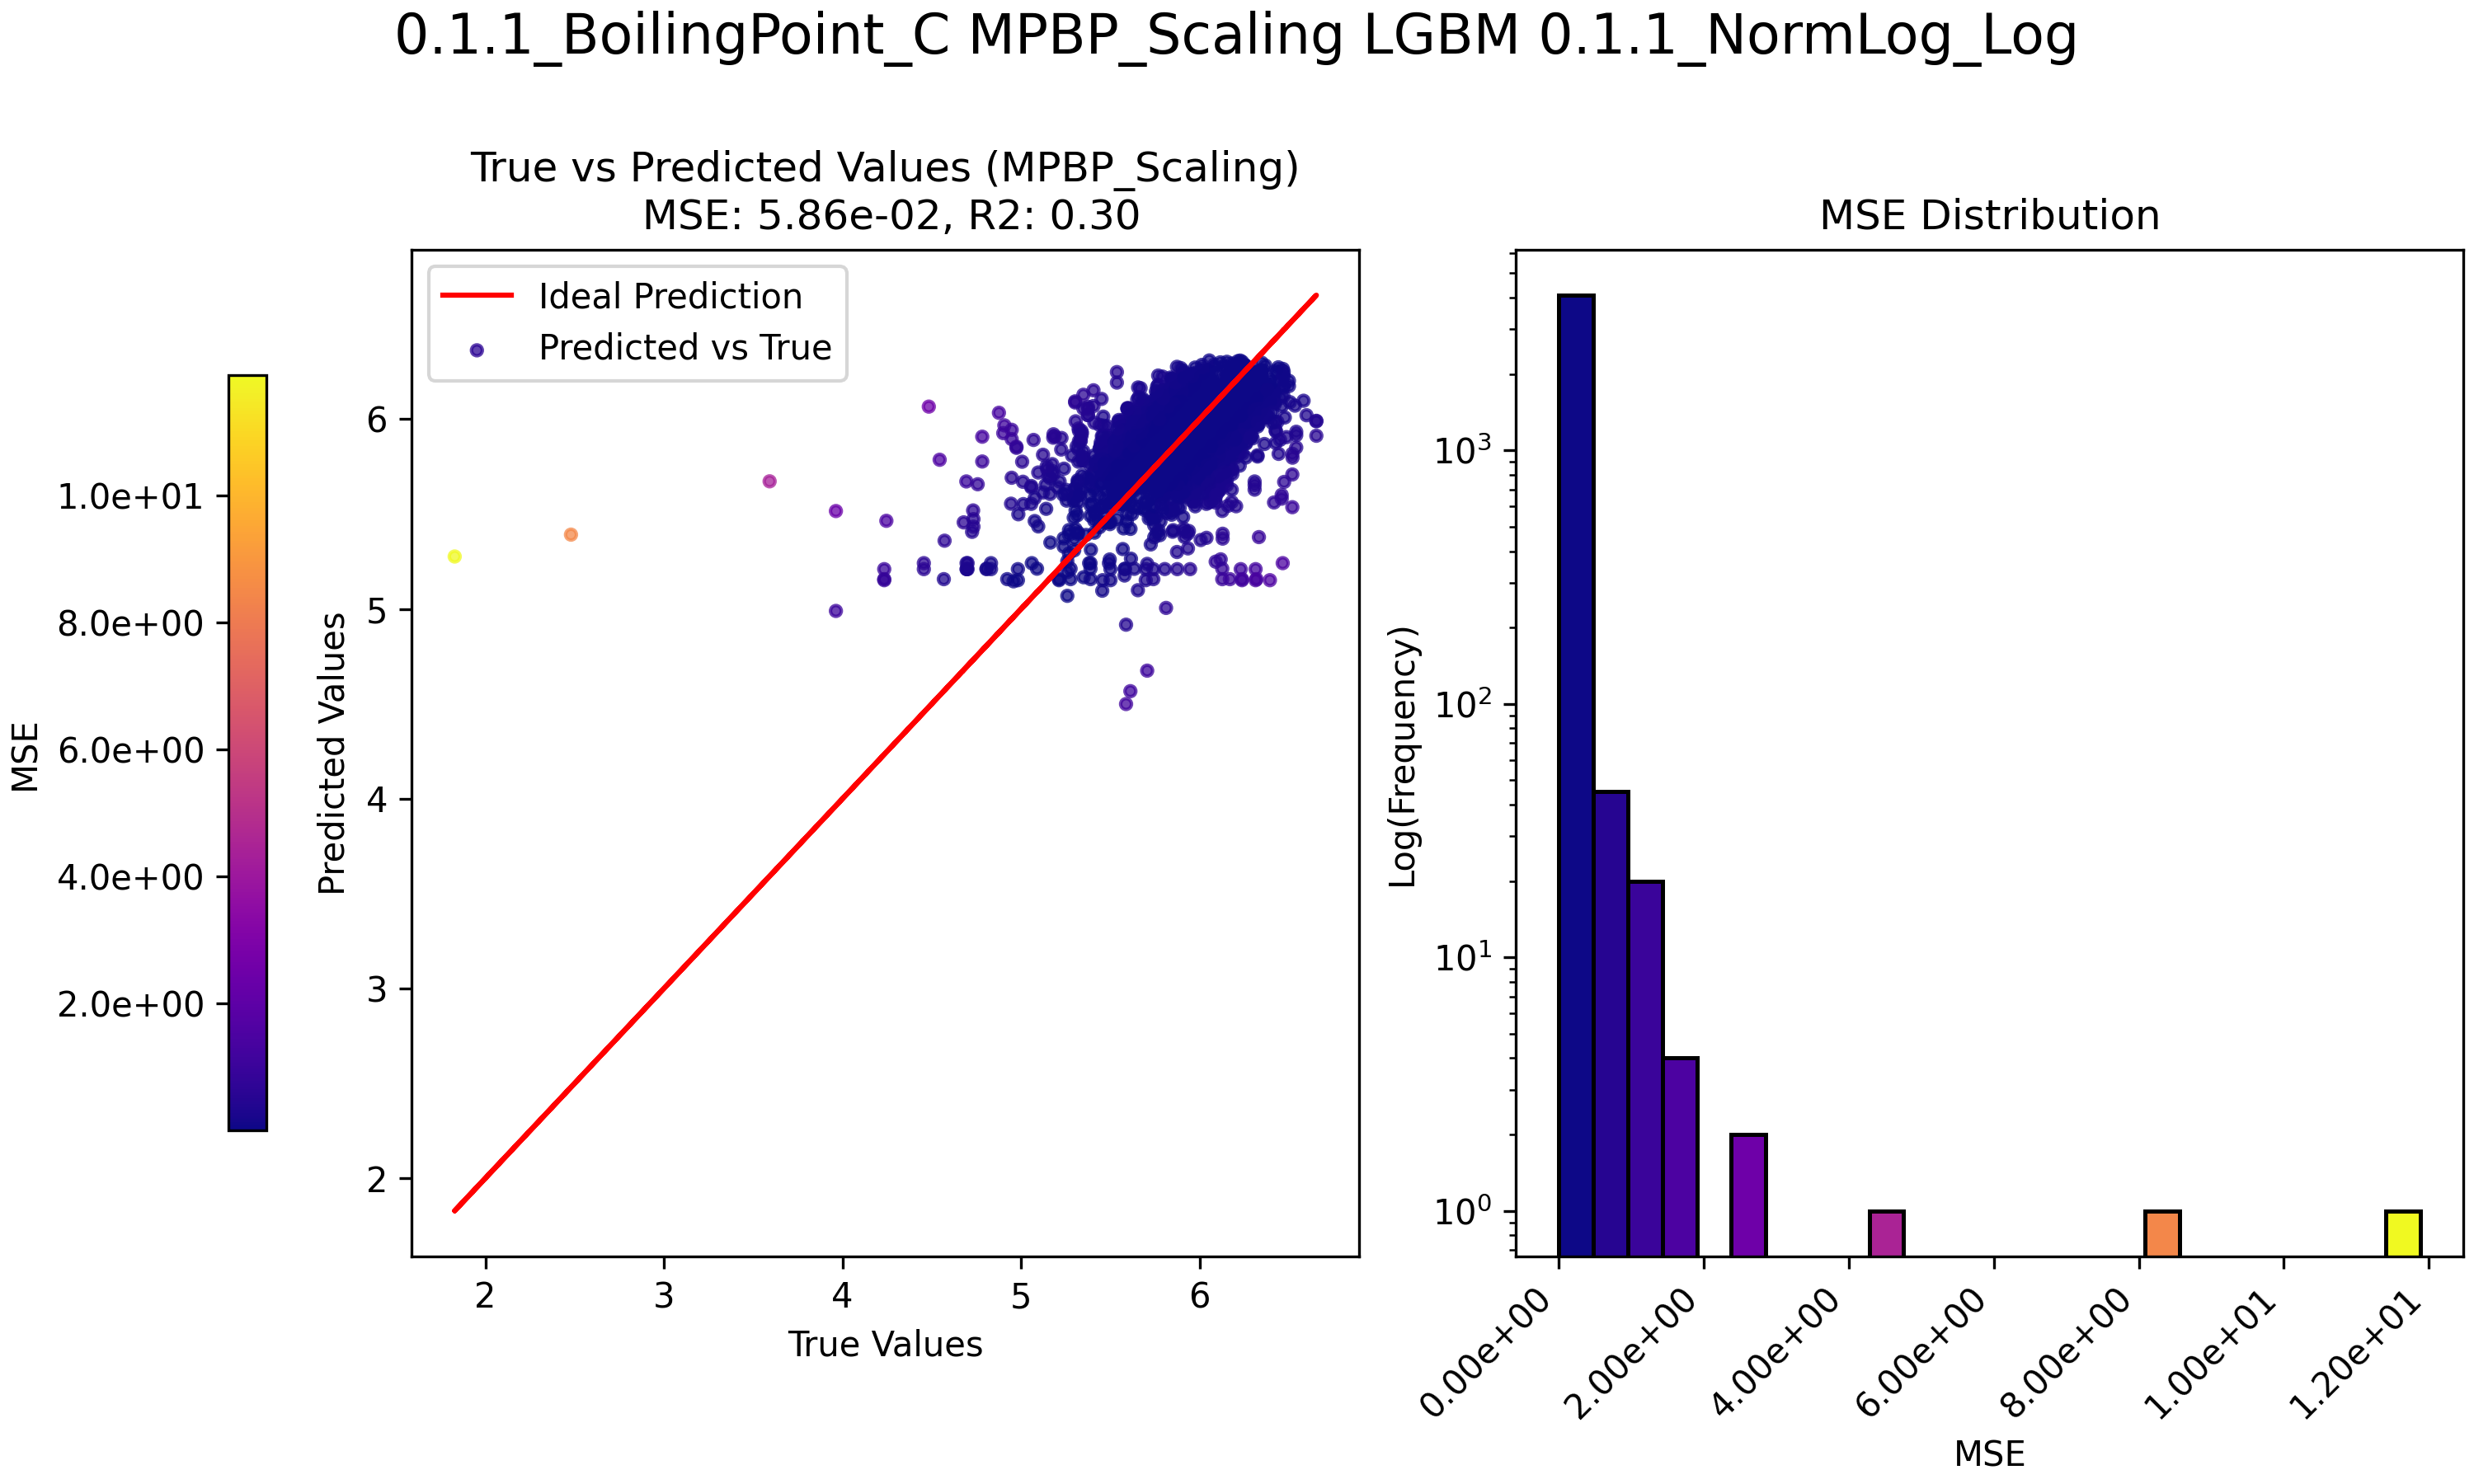 0.1.1_BoilingPoint_C MPBP_Scaling LGBM 0.1.1_NormLog_Log
MSE
1.0e+01
8.0e+00
6.0e+00
4.0e+00
2.0e+00
True vs Predicted Values (MPBP_Scaling)
MSE: 5.86e-02, R2: 0.30
Ideal Prediction
Predicted vs True
Predicted Values
6
5
4
3
2
2
3
4
5
6
True Values
MSE Distribution
Log(Frequency)
10³
10²
10¹
10⁰
0.00e+00
2.00e+00
4.00e+00
6.00e+00
8.00e+00
1.00e+01
1.20e+01
MSE